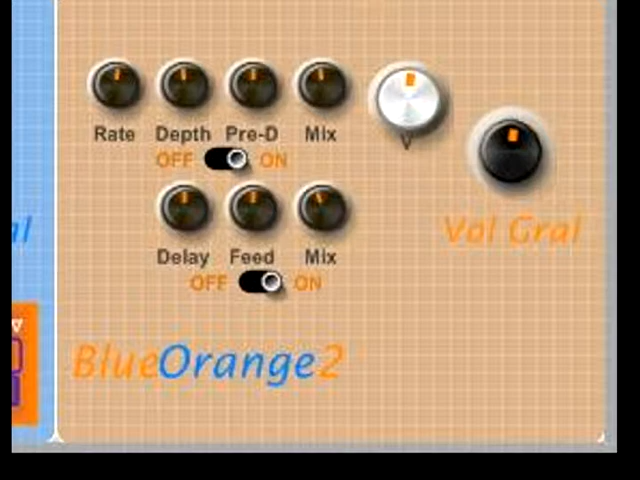 Rate Depth Pre-D Mix
V
OFF ON
Vol Gral
Delay Feed Mix
OFF ON
BlueOrange2